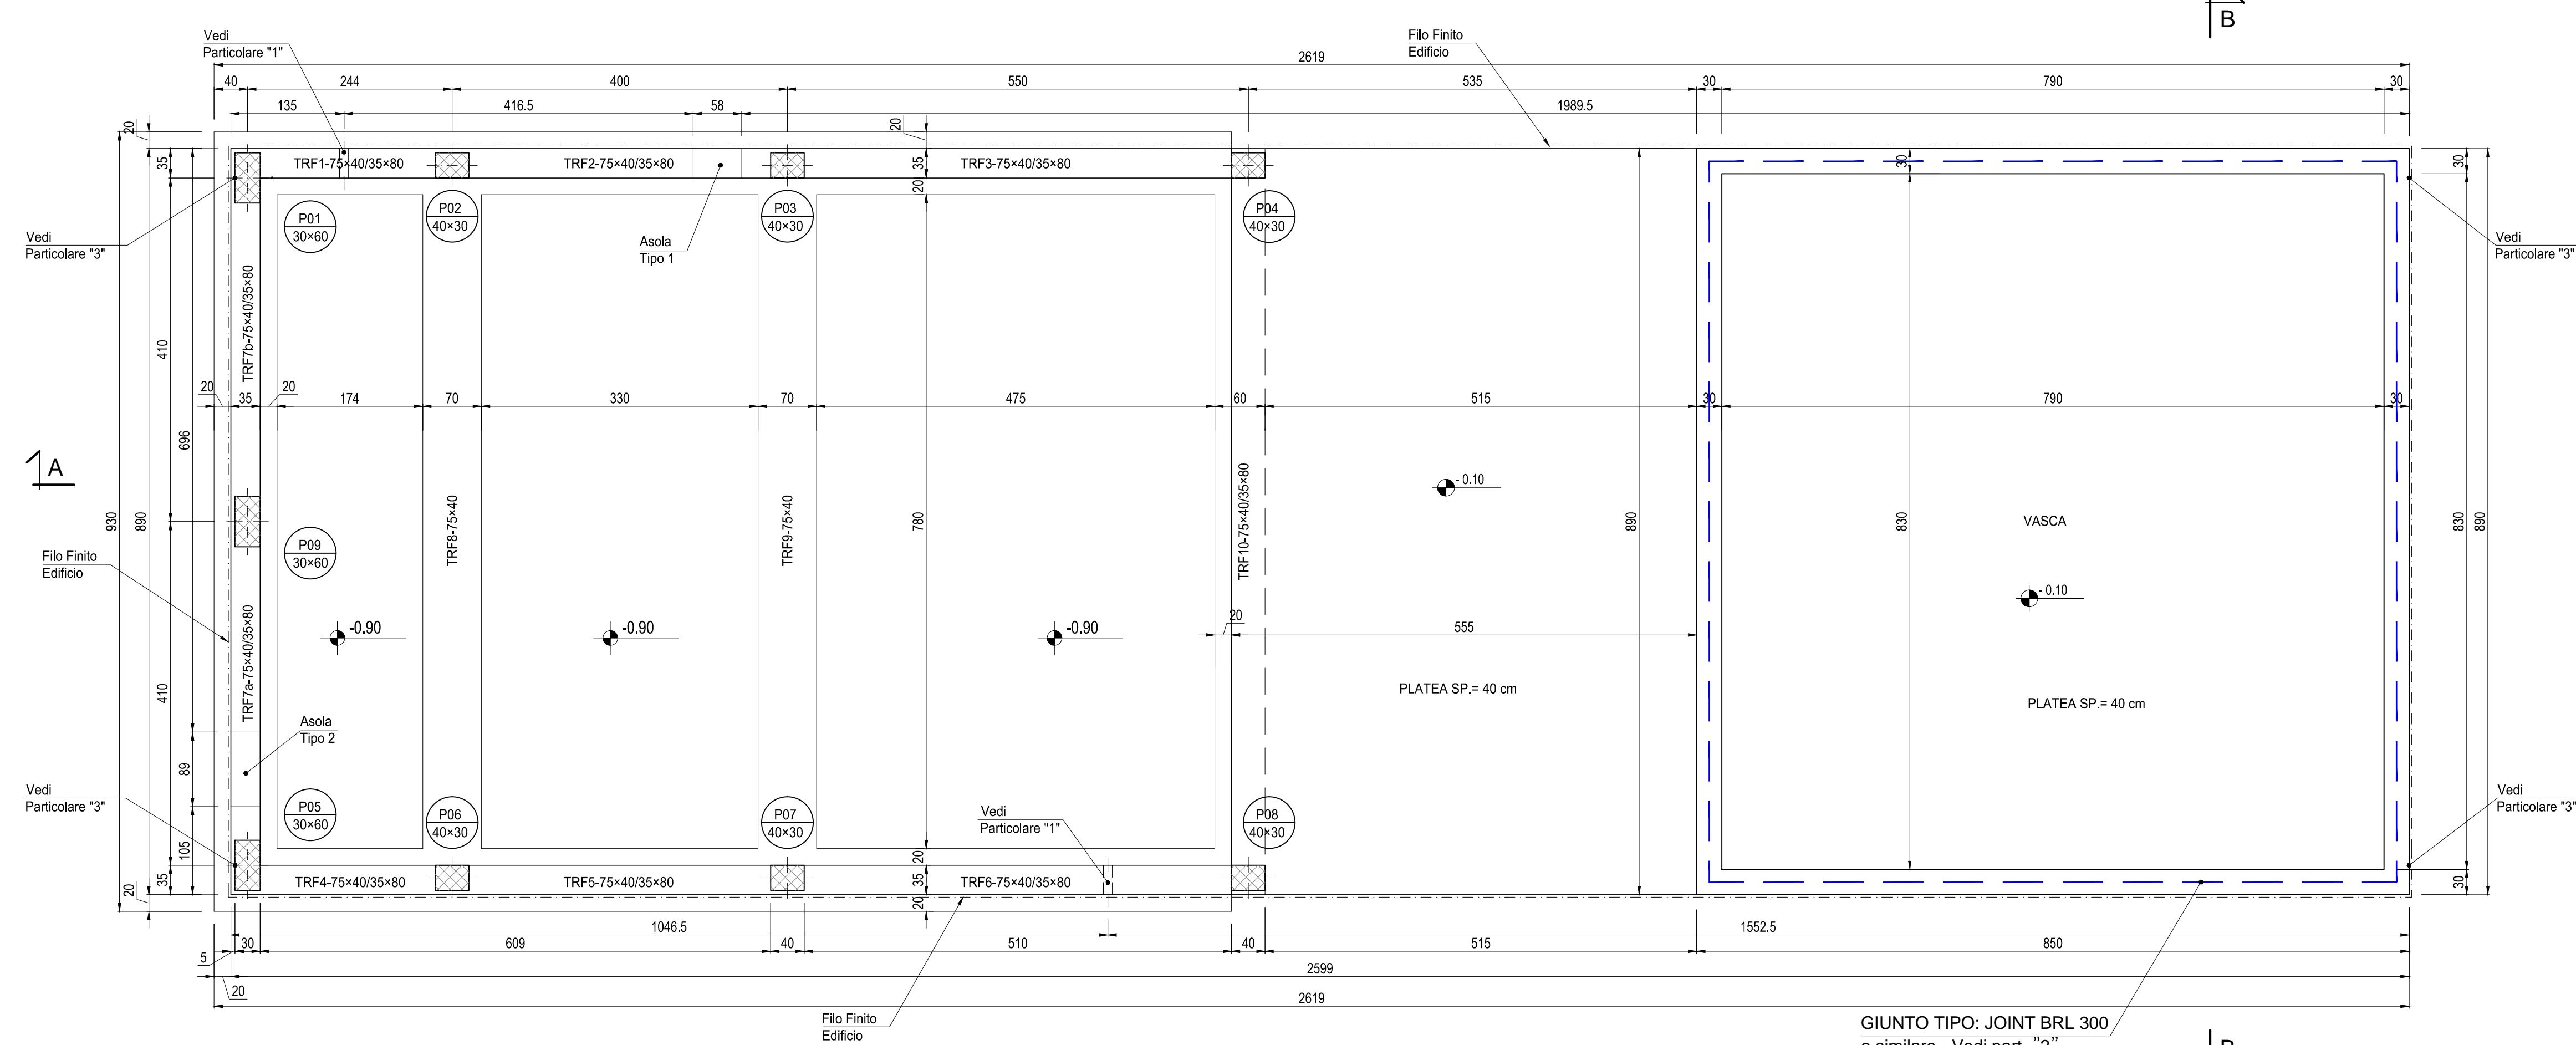 B
Vedi
Particolare "1"
Filo Finito
Edificio
2619
40
244
400
550
535
30
790
30
135
416.5
58
1989.5
20
20
35
TRF1-75×40/35×80
TRF2-75×40/35×80
TRF3-75×40/35×80
35
30
35
30
20
P01
30×60
P02
40×30
P03
40×30
P04
40×30
Vedi
Particolare "3"
Asola
Tipo 1
Vedi
Particolare "3"
TRF7b-75×40/35×80
410
696
20
35
20
174
70
330
70
475
60
515
30
790
30
A
930
890
P09
30×60
TRF8-75×40
TRF9-75×40
780
TRF10-75×40/35×80
- 0.10
890
830
VASCA
830
890
Filo Finito
Edificio
- 0.10
-0.90
-0.90
-0.90
20
555
TRF7a-75×40/35×80
410
PLATEA SP.= 40 cm
PLATEA SP.= 40 cm
Asola
Tipo 2
89
Vedi
Particolare "3"
P05
30×60
P06
40×30
P07
40×30
Vedi
Particolare "1"
P08
40×30
Vedi
Particolare "3"
105
35
20
20
35
20
30
TRF4-75×40/35×80
TRF5-75×40/35×80
TRF6-75×40/35×80
1046.5
1552.5
5
30
609
40
510
40
515
850
2599
20
2619
Filo Finito
Edificio
GIUNTO TIPO: JOINT BRL 300